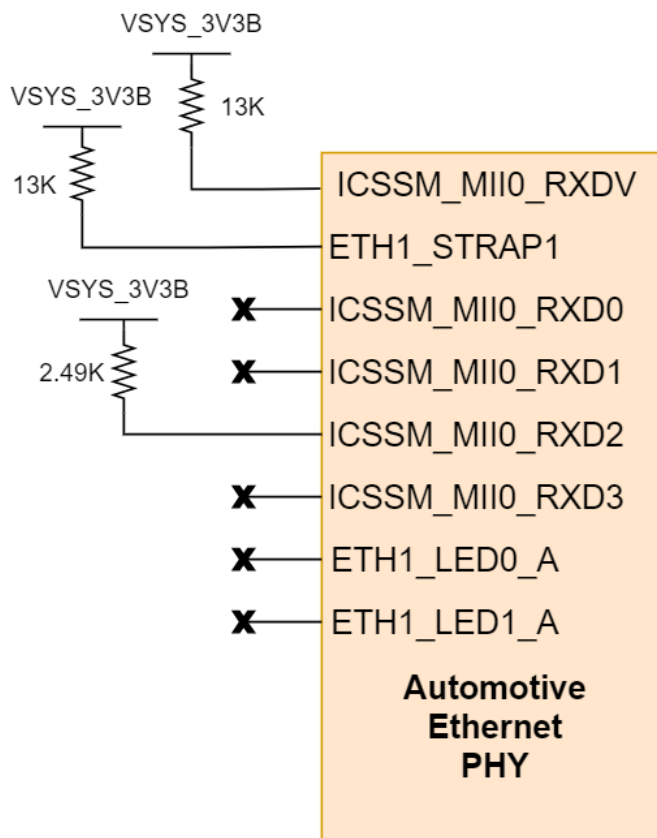 VSYS_3V3B
13K
VSYS_3V3B
13K
ICSSM_MII0_RXDV
ETH1_STRAP1
VSYS_3V3B
2.49K
ICSSM_MII0_RXD0
ICSSM_MII0_RXD1
ICSSM_MII0_RXD2
ICSSM_MII0_RXD3
ETH1_LED0_A
ETH1_LED1_A
Automotive
Ethernet
PHY